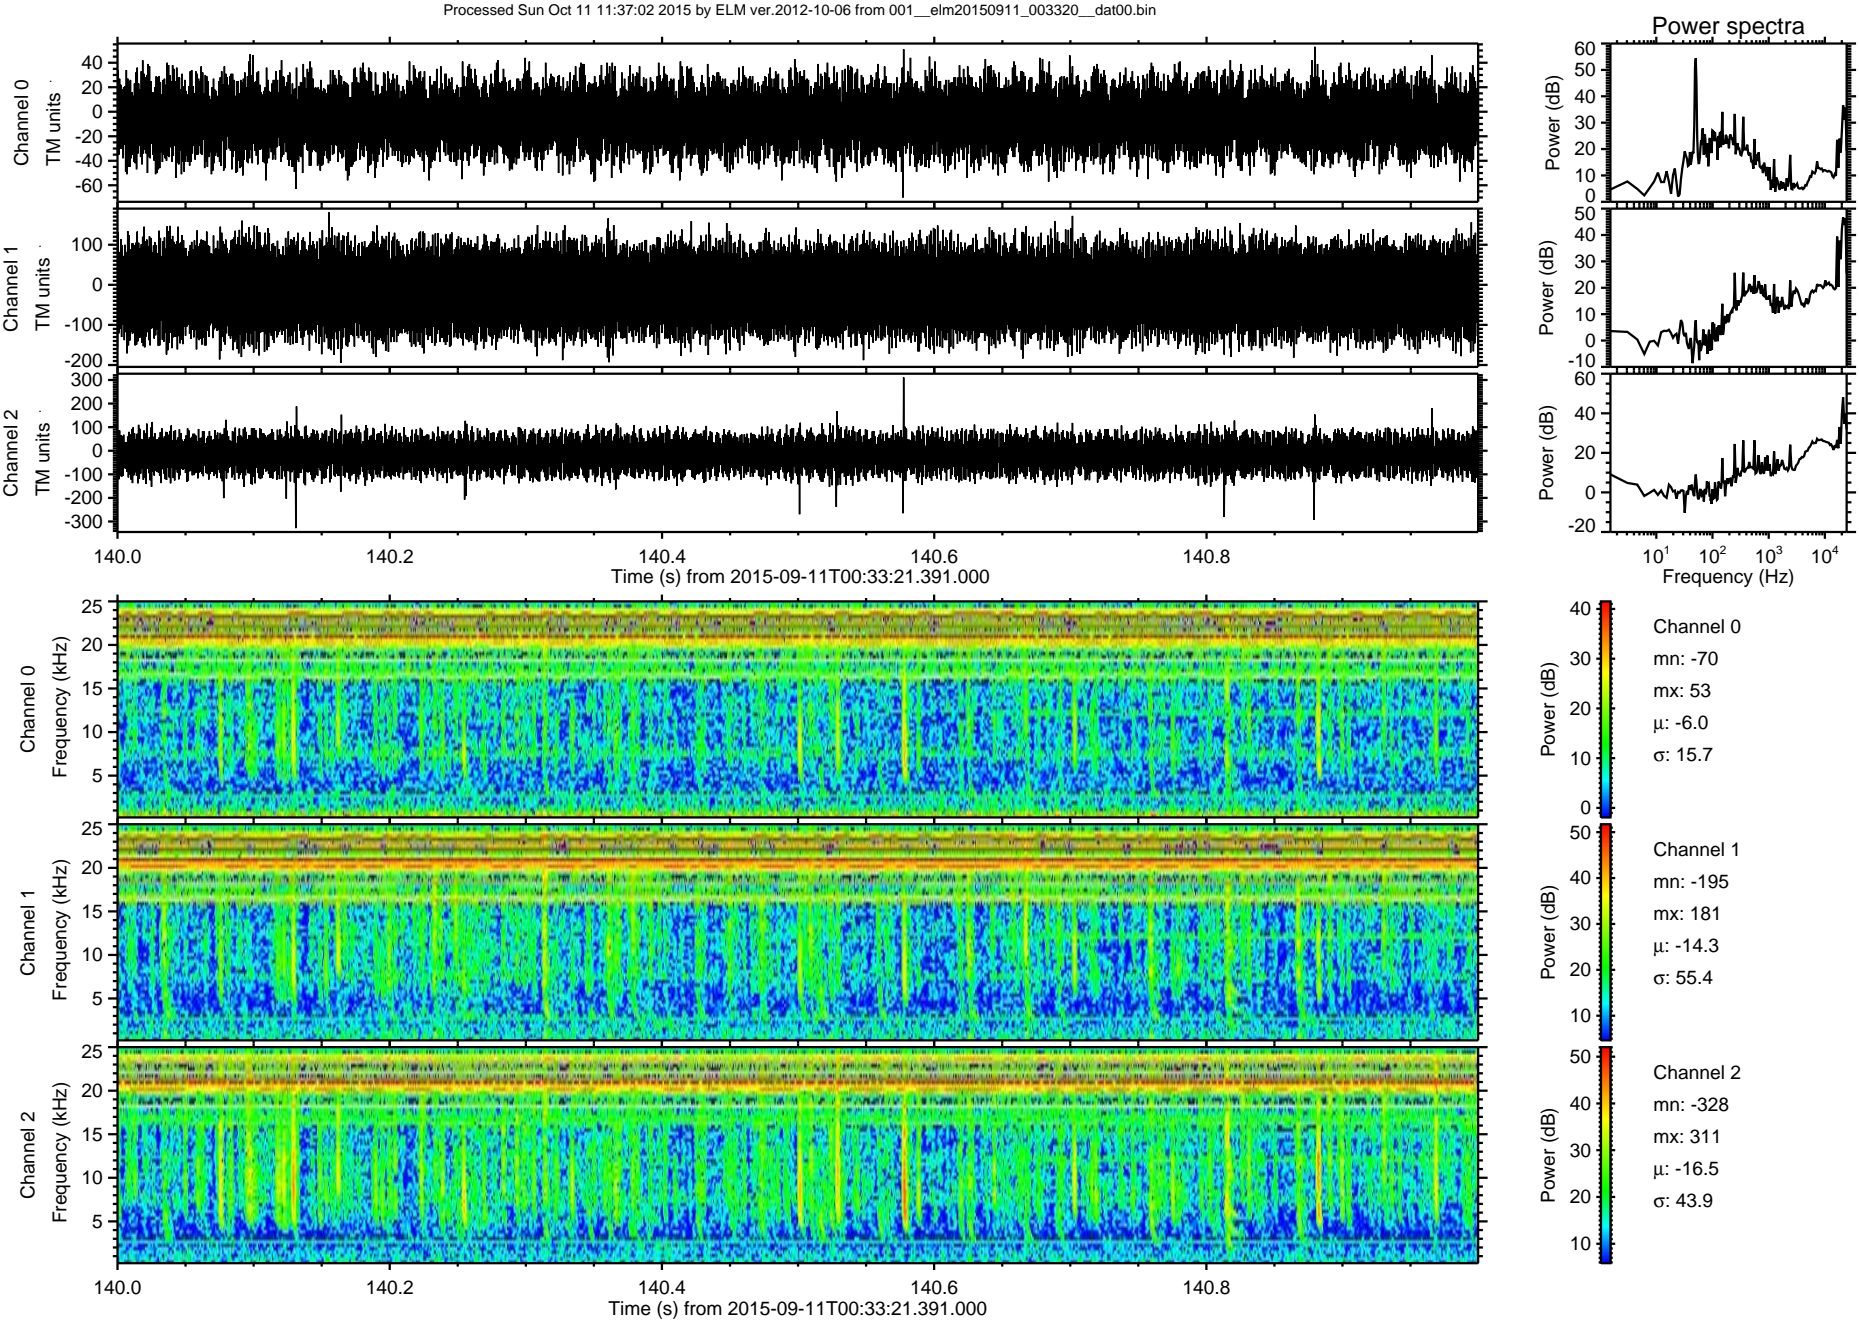 Processed Sun Oct 11 11:37:02 2015 by ELM ver.2012-10-06 from 001__elm20150911_003320__dat00.bin
Power spectra
Channel 0
TM units
40
20
0
-20
-40
-60
Power (dB)
60
50
40
30
20
10
0
Channel 1
TM units
100
0
-100
-200
Power (dB)
50
40
30
20
10
0
-10
Channel 2
TM units
300
200
100
0
-100
-200
-300
Power (dB)
60
40
20
0
-20
140.0 140.2 140.4 140.6 140.8
Time (s) from 2015-09-11T00:33:21.391.000
10¹ 10² 10³ 10⁴
Frequency (Hz)
Channel 0
Frequency (kHz)
25
20
15
10
5
Power (dB)
40
30
20
10
0
Channel 0
mn: -70
mx: 53
μ: -6.0
σ: 15.7
Channel 1
Frequency (kHz)
25
20
15
10
5
Power (dB)
50
40
30
20
10
Channel 1
mn: -195
mx: 181
μ: -14.3
σ: 55.4
Channel 2
Frequency (kHz)
25
20
15
10
5
Power (dB)
50
40
30
20
10
Channel 2
mn: -328
mx: 311
μ: -16.5
σ: 43.9
140.0 140.2 140.4 140.6 140.8
Time (s) from 2015-09-11T00:33:21.391.000